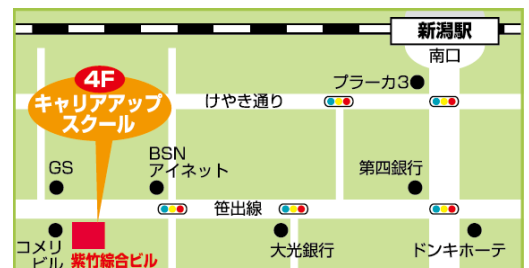 新潟駅
南口
4F
プラーカ3
キャリアアップ
スクール
けやき通り
BSN
アイネット
GS
第四銀行
笹出線
コメリ
ビル
紫竹綜合ビル
大光銀行
ドンキホーテ